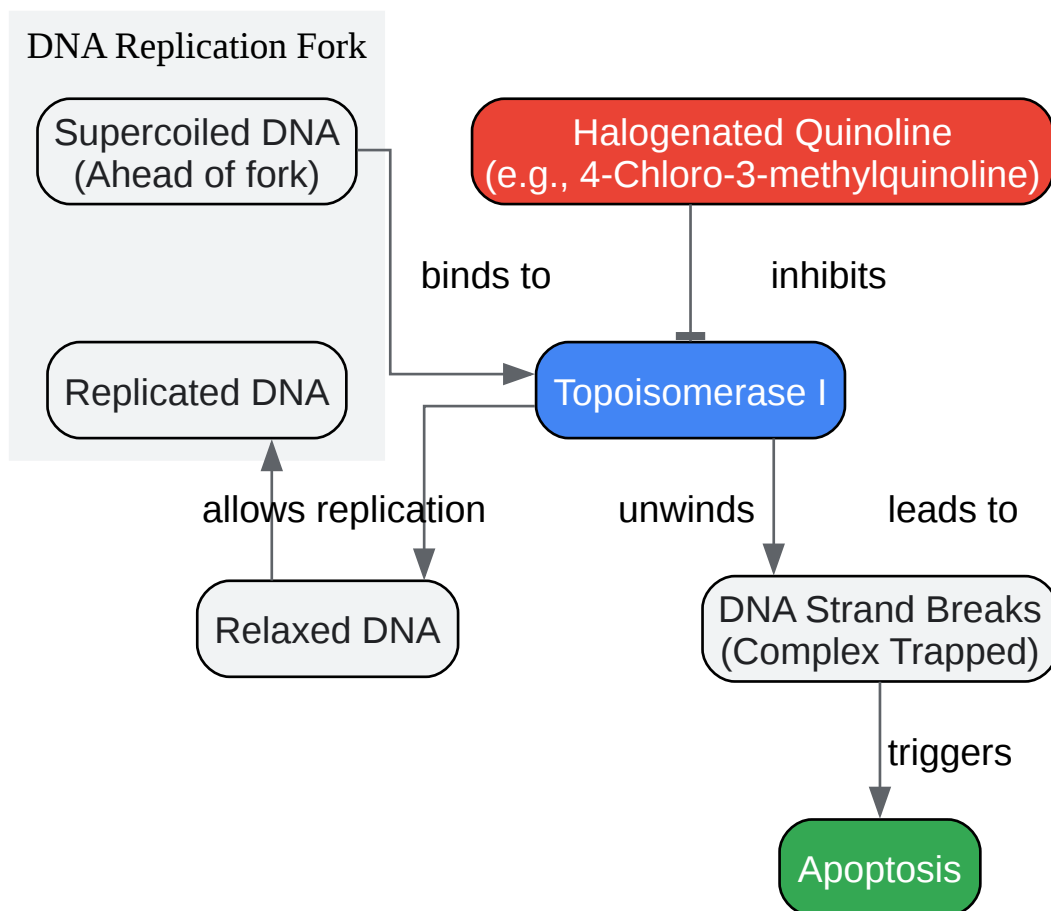 DNA Replication Fork
Supercoiled DNA
(Ahead of fork)
Halogenated Quinoline
(e.g., 4-Chloro-3-methylquinoline)
binds to
inhibits
Replicated DNA
Topoisomerase I
allows replication
unwinds
leads to
Relaxed DNA
DNA Strand Breaks
(Complex Trapped)
triggers
Apoptosis